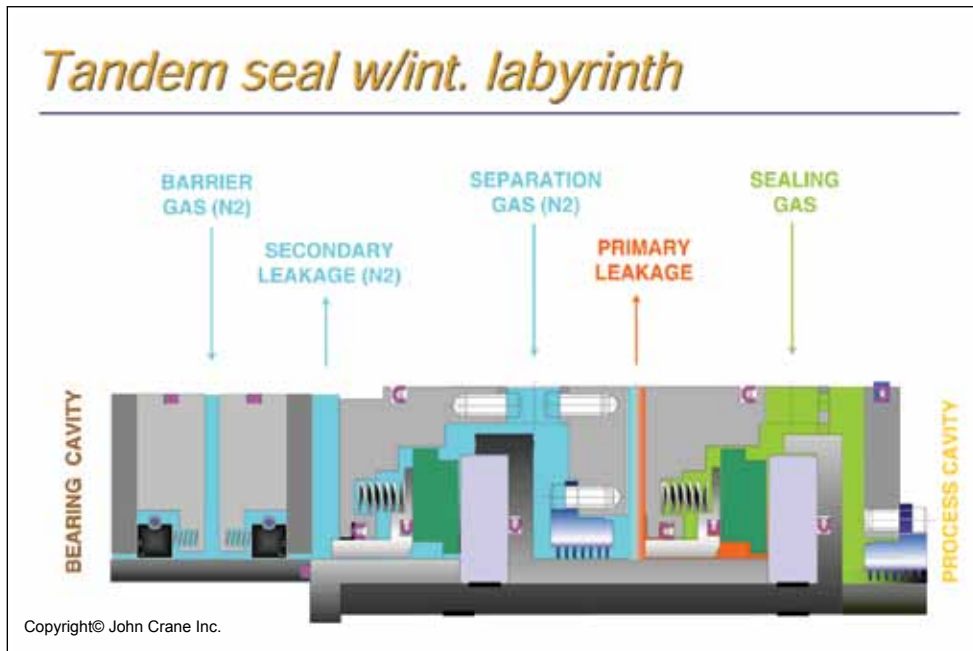 Tandem seal w/int. labyrinth
BARRIER
GAS (N2)
SECONDARY
LEAKAGE (N2)
SEPARATION
GAS (N2)
PRIMARY
LEAKAGE
SEALING
GAS
BEARING CAVITY
PROCESS CAVITY
Copyright© John Crane Inc.